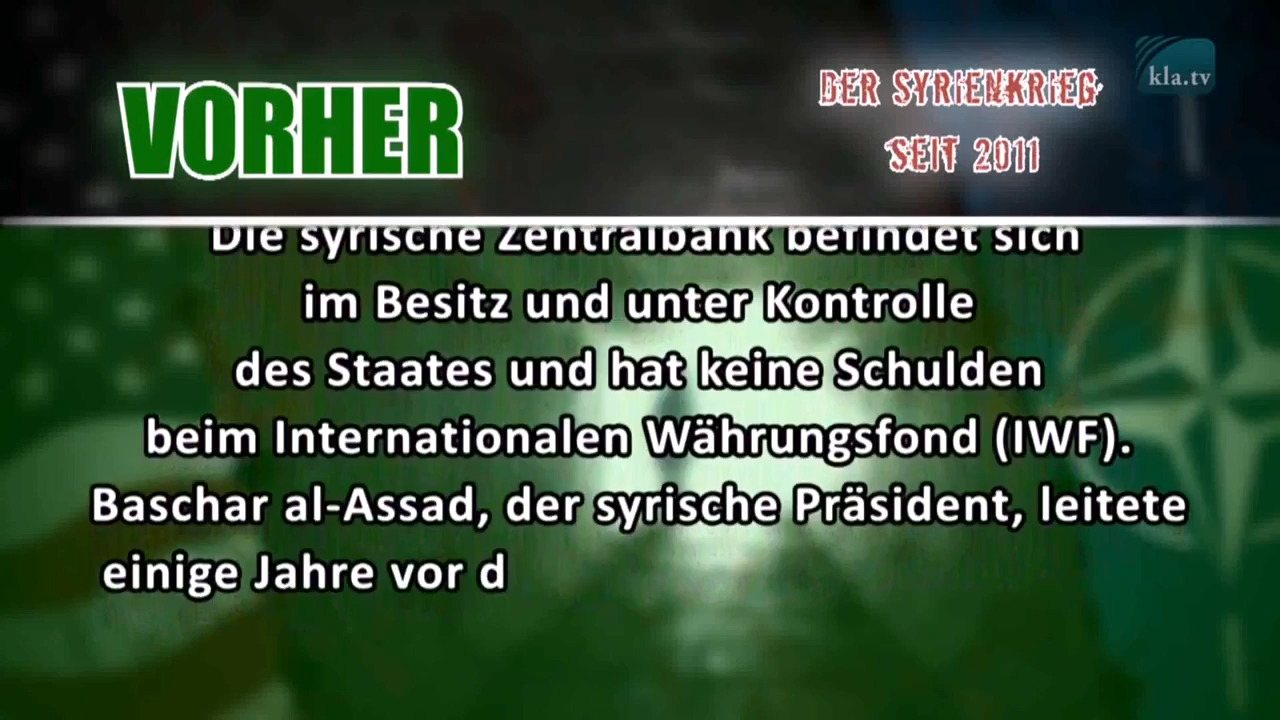 VORHER
DER SYRIENKRIEG
SEIT 2011
kla.tv
Die syrische Zentralbank befindet sich
im Besitz und unter Kontrolle
des Staates und hat keine Schulden
beim Internationalen Währungsfond (IWF).
Baschar al-Assad, der syrische Präsident, leitete
einige Jahre vor d